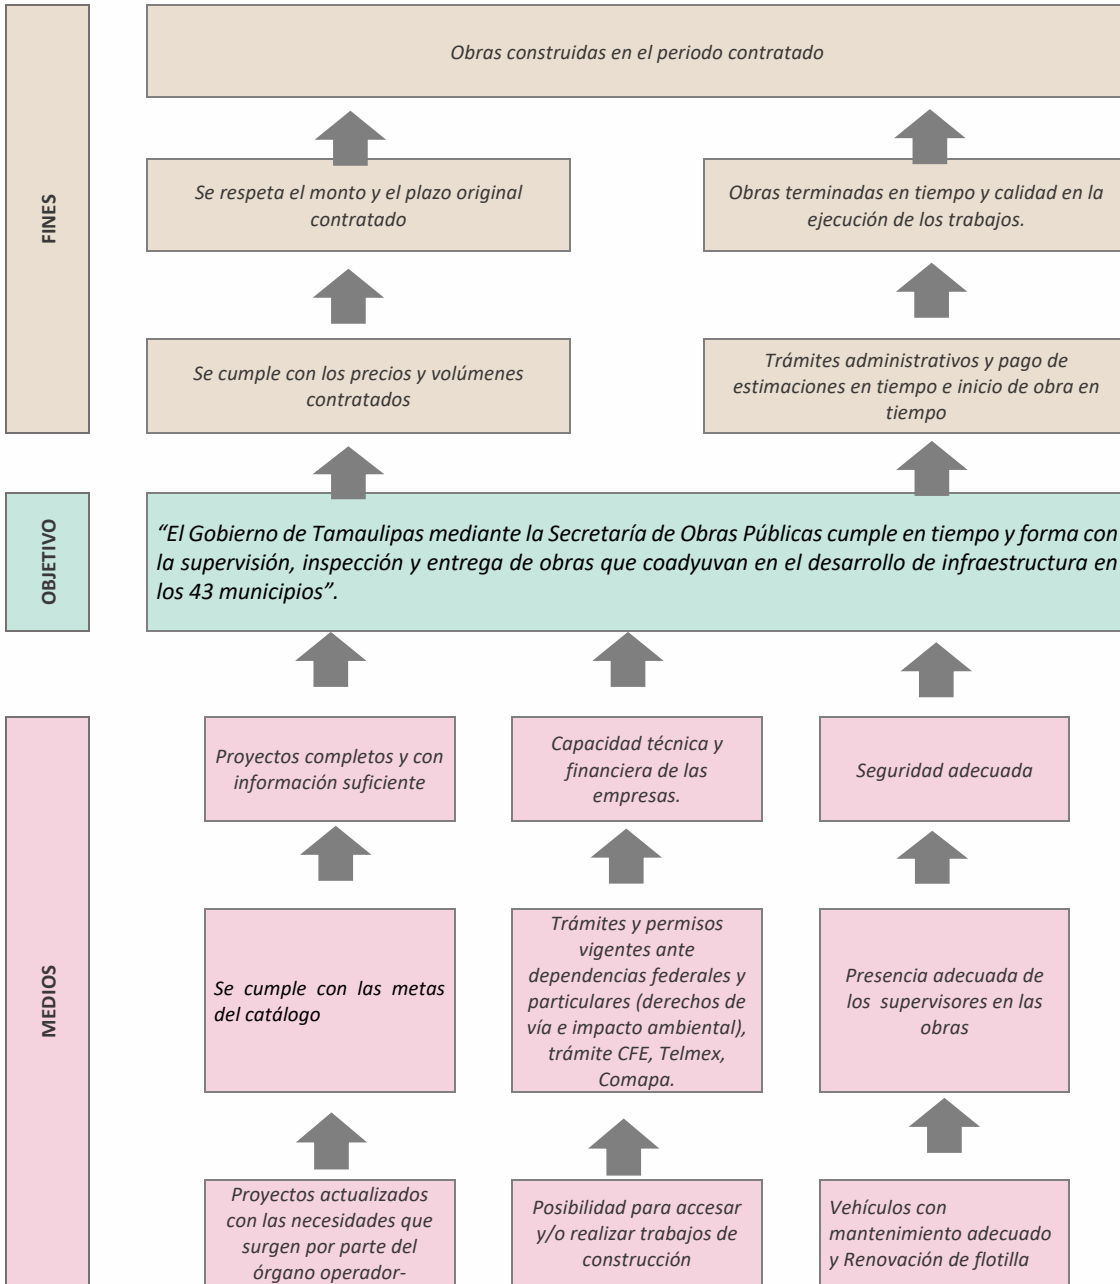 FINES
Obras construidas en el periodo contratado
Se respeta el monto y el plazo original
contratado
Obras terminadas en tiempo y calidad en la
ejecución de los trabajos.
Se cumple con los precios y volúmenes
contratados
Trámites administrativos y pago de
estimaciones en tiempo e inicio de obra en
tiempo
OBJETIVO
“El Gobierno de Tamaulipas mediante la Secretaría de Obras Públicas cumple en tiempo y forma con
la supervisión, inspección y entrega de obras que coadyuvan en el desarrollo de infraestructura en
los 43 municipios”.
MEDIOS
Proyectos completos y con
información suficiente
Capacidad técnica y
financiera de las
empresas.
Seguridad adecuada
Se cumple con las metas
del catálogo
Trámites y permisos
vigentes ante
dependencias federales y
particulares (derechos de
vía e impacto ambiental),
trámite CFE, Telmex,
Comapa.
Presencia adecuada de
los supervisores en las
obras
Proyectos actualizados
con las necesidades que
surgen por parte del
órgano operador-
Posibilidad para accesar
y/o realizar trabajos de
construcción
Vehículos con
mantenimiento adecuado
y Renovación de flotilla